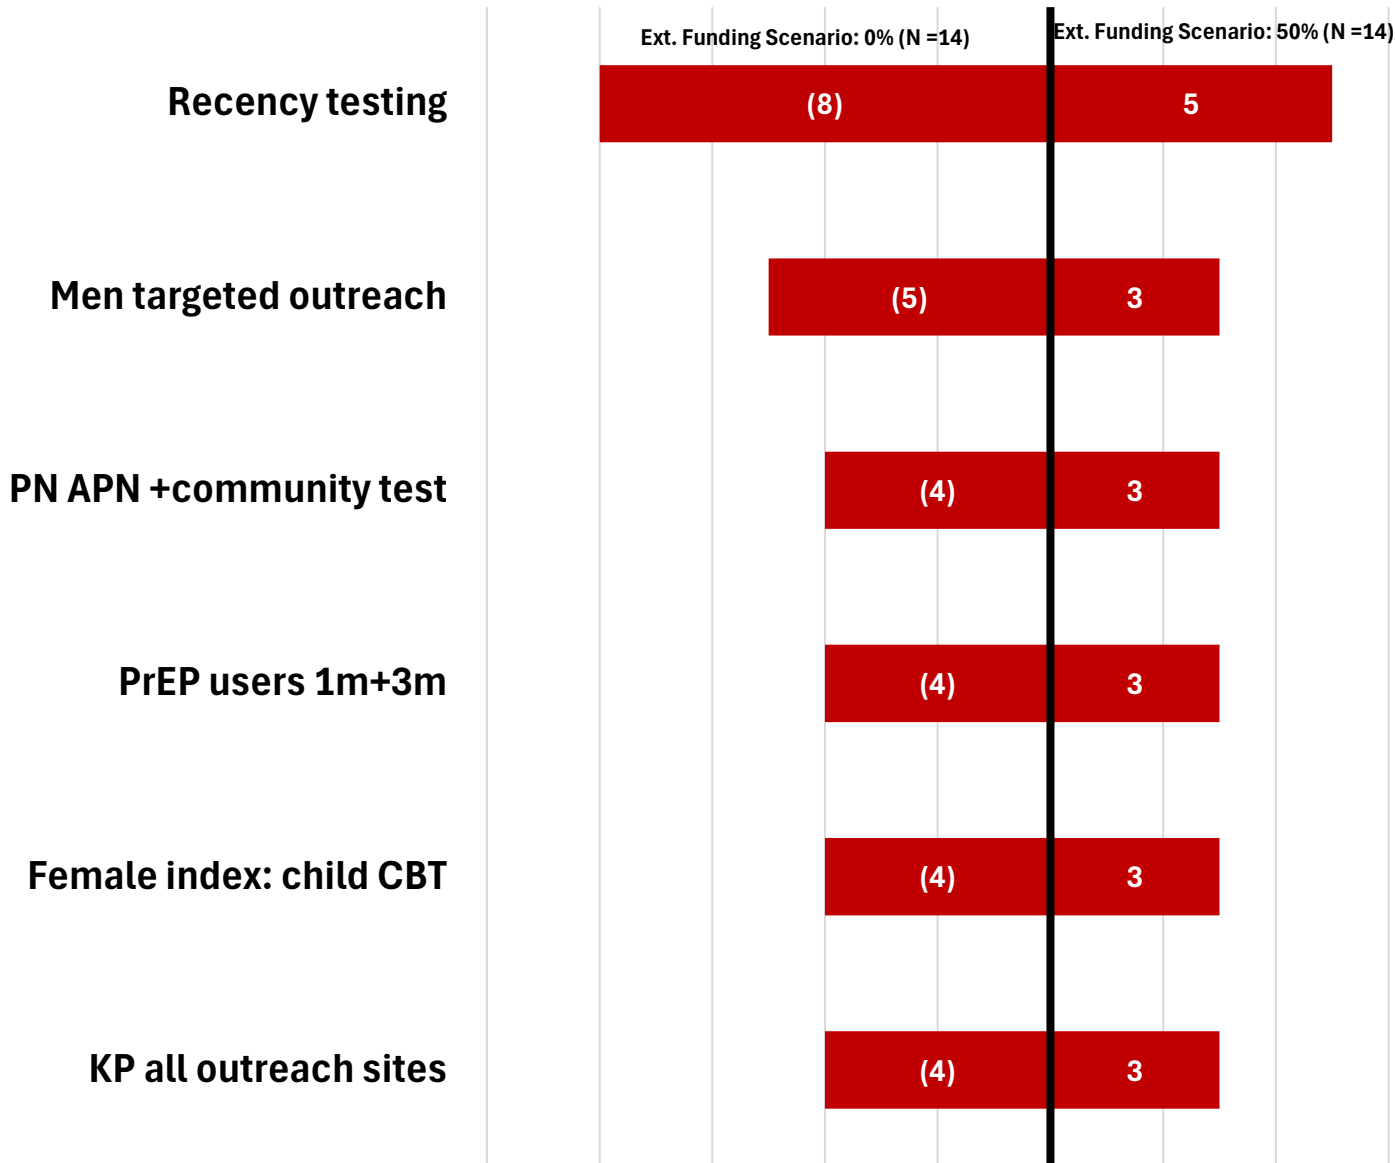 Ext. Funding Scenario: 0% (N =14)
Ext. Funding Scenario: 50% (N =14)
Recency testing
(8)
5
Men targeted outreach
(5)
3
PN APN +community test
(4)
3
PrEP users 1m+3m
(4)
3
Female index: child CBT
(4)
3
KP all outreach sites
(4)
3